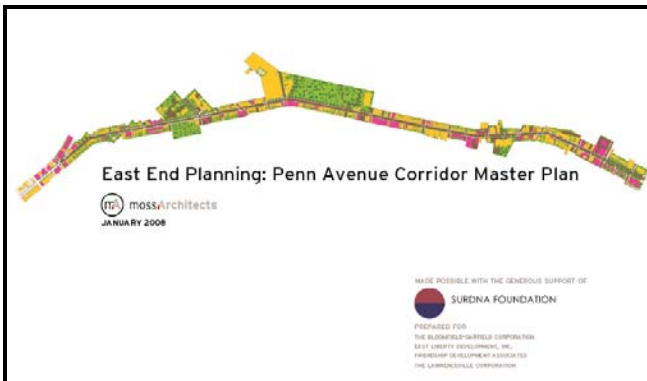 East End Planning: Penn Avenue Corridor Master Plan
mA mossArchitects
JANUARY 2008
MADE POSSIBLE WITH THE GENEROUS SUPPORT OF
SURDNA FOUNDATION
PREPARED FOR
THE BLOOMFIELD-GARFIELD CORPORATION
EAST LIBERTY DEVELOPMENT, INC.
FRIENDSHIP DEVELOPMENT ASSOCIATES
THE LAWRENCEVILLE CORPORATION